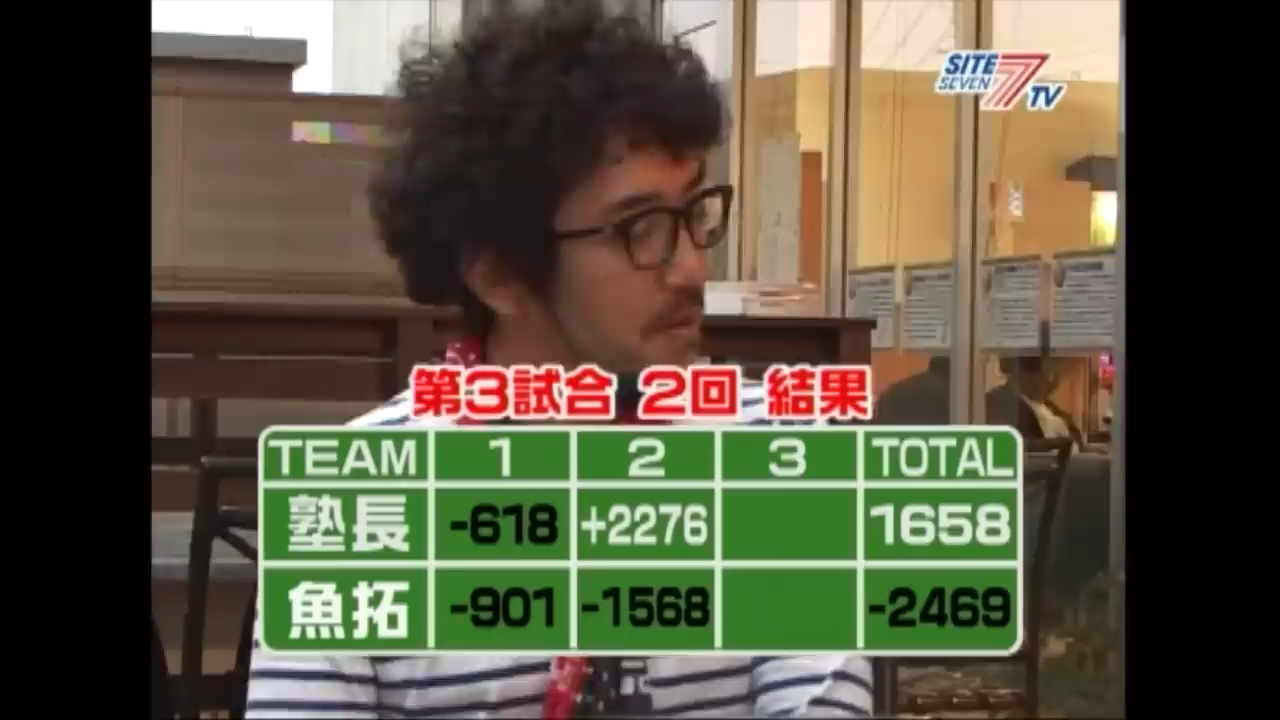 SITE
SEVEN 7 TV
第3試合 2回 結果
TEAM 1 2 3 TOTAL
塾長 -618 +2276 1658
魚拓 -901 -1568 -2469